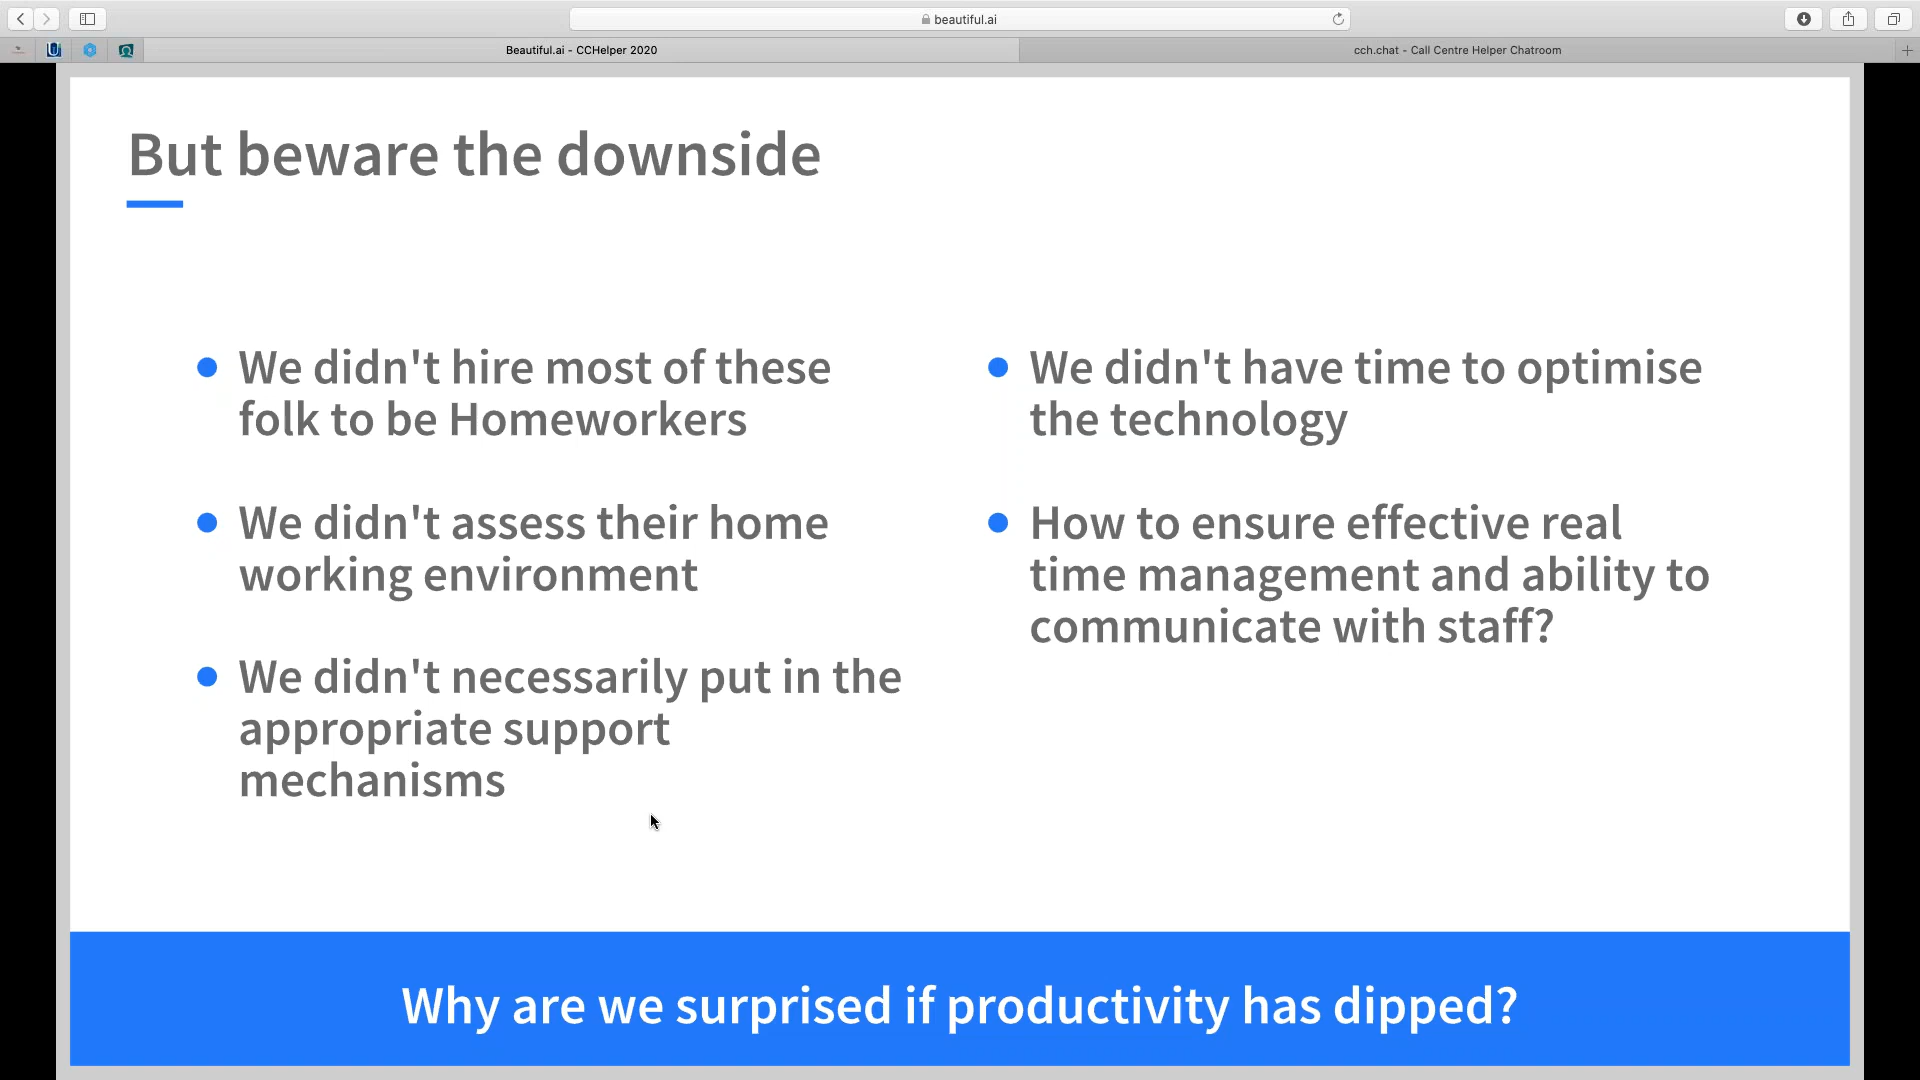 beautiful.ai
Beautiful.ai - CCHelper 2020
cch.chat - Call Centre Helper Chatroom
But beware the downside
We didn't hire most of these
folk to be Homeworkers
We didn't assess their home
working environment
We didn't necessarily put in the
appropriate support
mechanisms
We didn't have time to optimise
the technology
How to ensure effective real
time management and ability to
communicate with staff?
Why are we surprised if productivity has dipped?